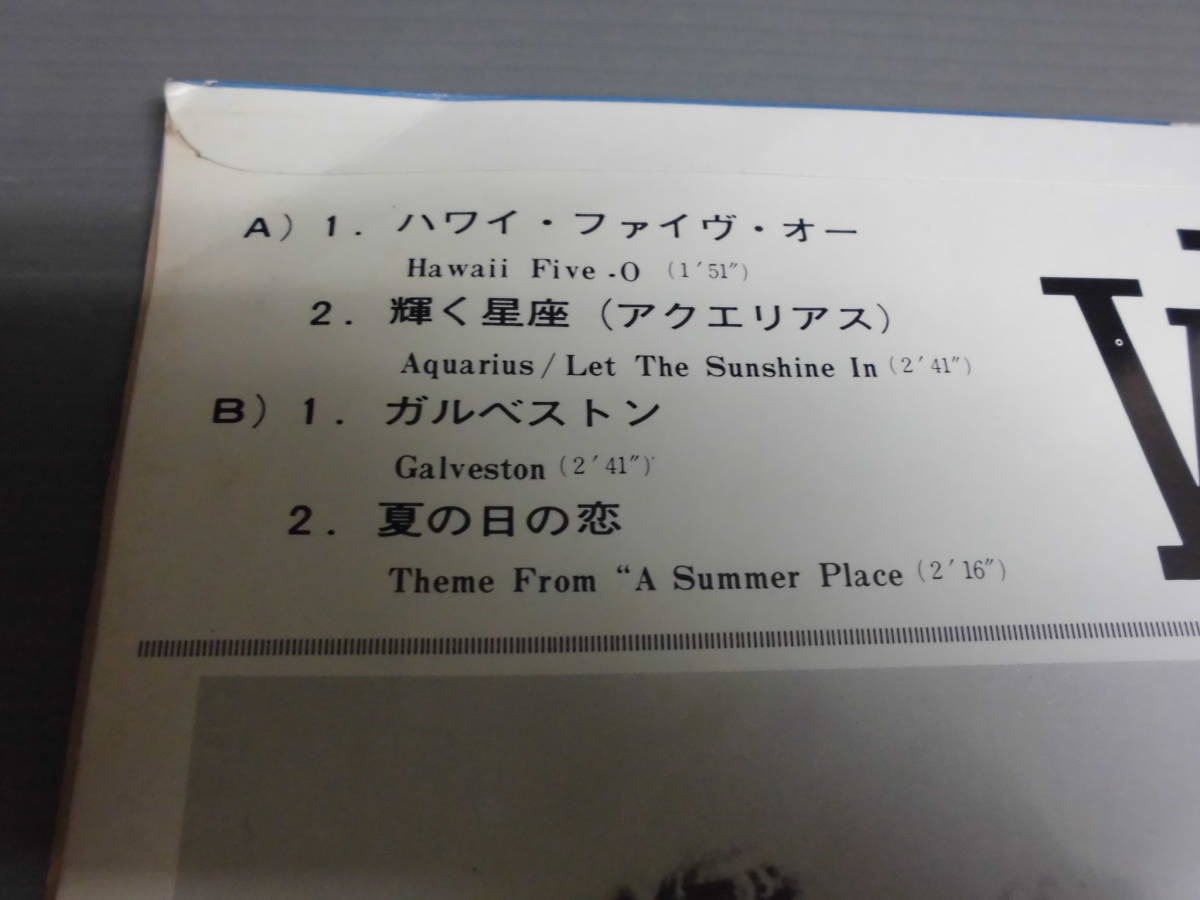 A) 1. ハワイ・ファイヴ・オー
Hawaii Five-O (1′51″)
2. 輝く星座 (アクエリアス)
Aquarius/Let The Sunshine In (2′41″)
B) 1. ガルベストン
Galveston (2′41″)
2. 夏の日の恋
Theme From “A Summer Place (2′16″)